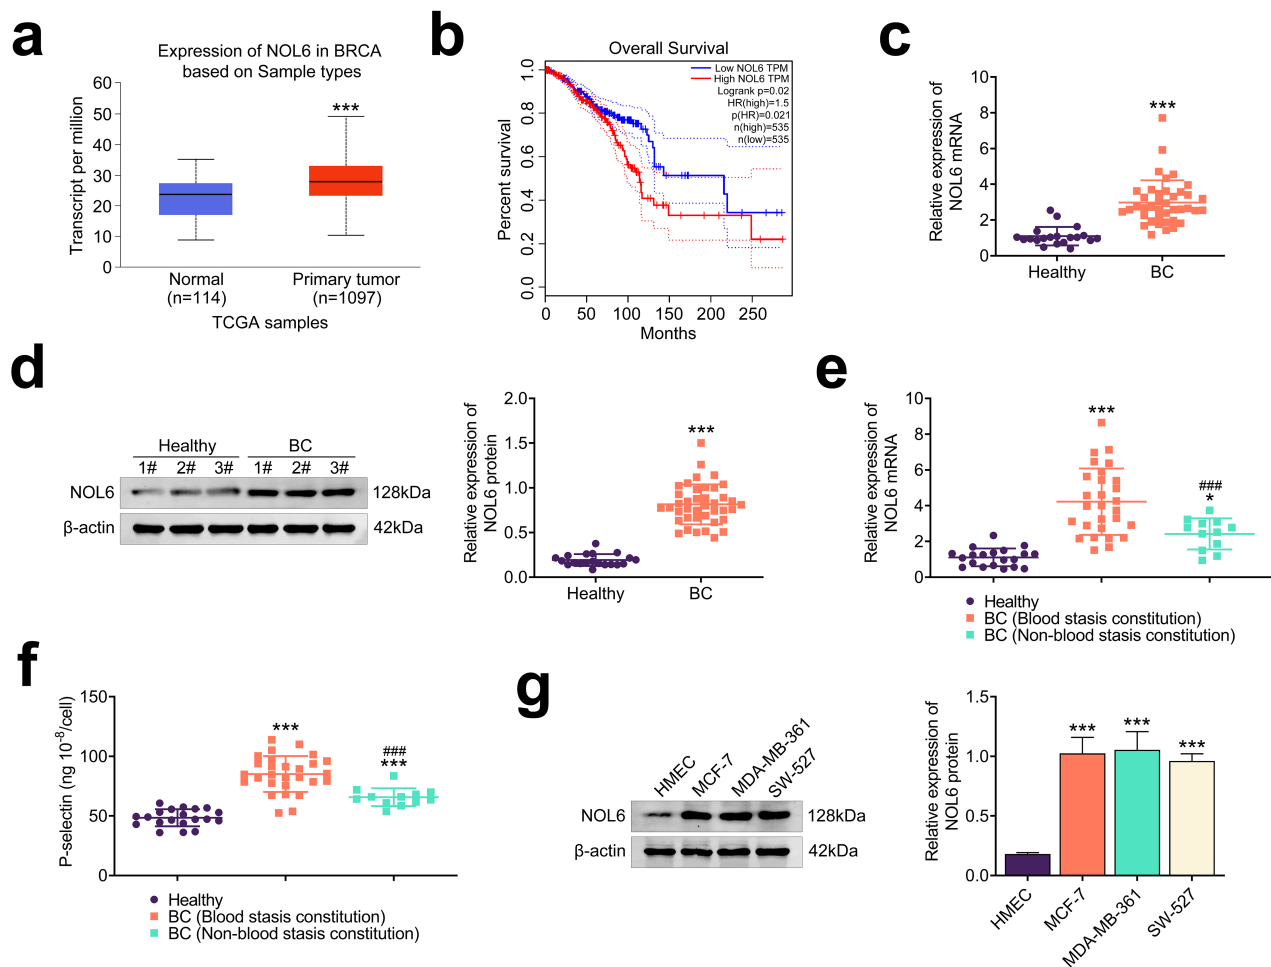 a
Expression of NOL6 in BRCA
based on Sample types
Transcript per million
60
50
40
30
20
10
0
***
Normal
(n=114)
Primary tumor
(n=1097)
TCGA samples
b
Overall Survival
Percent survival
1.0
0.8
0.6
0.4
0.2
0.0
Low NOL6 TPM
High NOL6 TPM
Logrank p=0.02
HR(high)=1.5
p(HR)=0.021
n(high)=535
n(low)=535
0 50 100 150 200 250
Months
c
Relative expression of
NOL6 mRNA
10
8
6
4
2
0
***
Healthy BC
d
Healthy BC
1# 2# 3# 1# 2# 3#
NOL6 128kDa
β-actin 42kDa
Relative expression of
NOL6 protein
2.0
1.5
1.0
0.5
0.0
***
Healthy BC
e
Relative expression of
NOL6 mRNA
10
8
6
4
2
0
***
###
*
Healthy
BC (Blood stasis constitution)
BC (Non-blood stasis constitution)
f
P-selectin (ng 10⁻⁸/cell)
150
100
50
0
***
###
***
Healthy
BC (Blood stasis constitution)
BC (Non-blood stasis constitution)
g
HMEC MCF-7 MDA-MB-361 SW-527
NOL6 128kDa
β-actin 42kDa
Relative expression of
NOL6 protein
1.5
1.0
0.5
0.0
*** *** ***
HMEC MCF-7 MDA-MB-361 SW-527